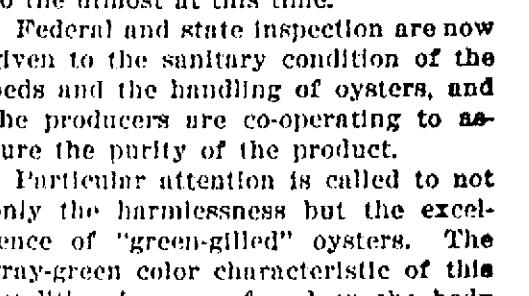 to the utmost at this time.
Federal and state inspection are now
given to the sanitary condition of the
beds and the handling of oysters, and
the producers are co-operating to as-
sure the purity of the product.
Particular attention is called to not
only the harmlessness but the excel-
lence of "green-gilled" oysters. The
gray-green color characteristic of this